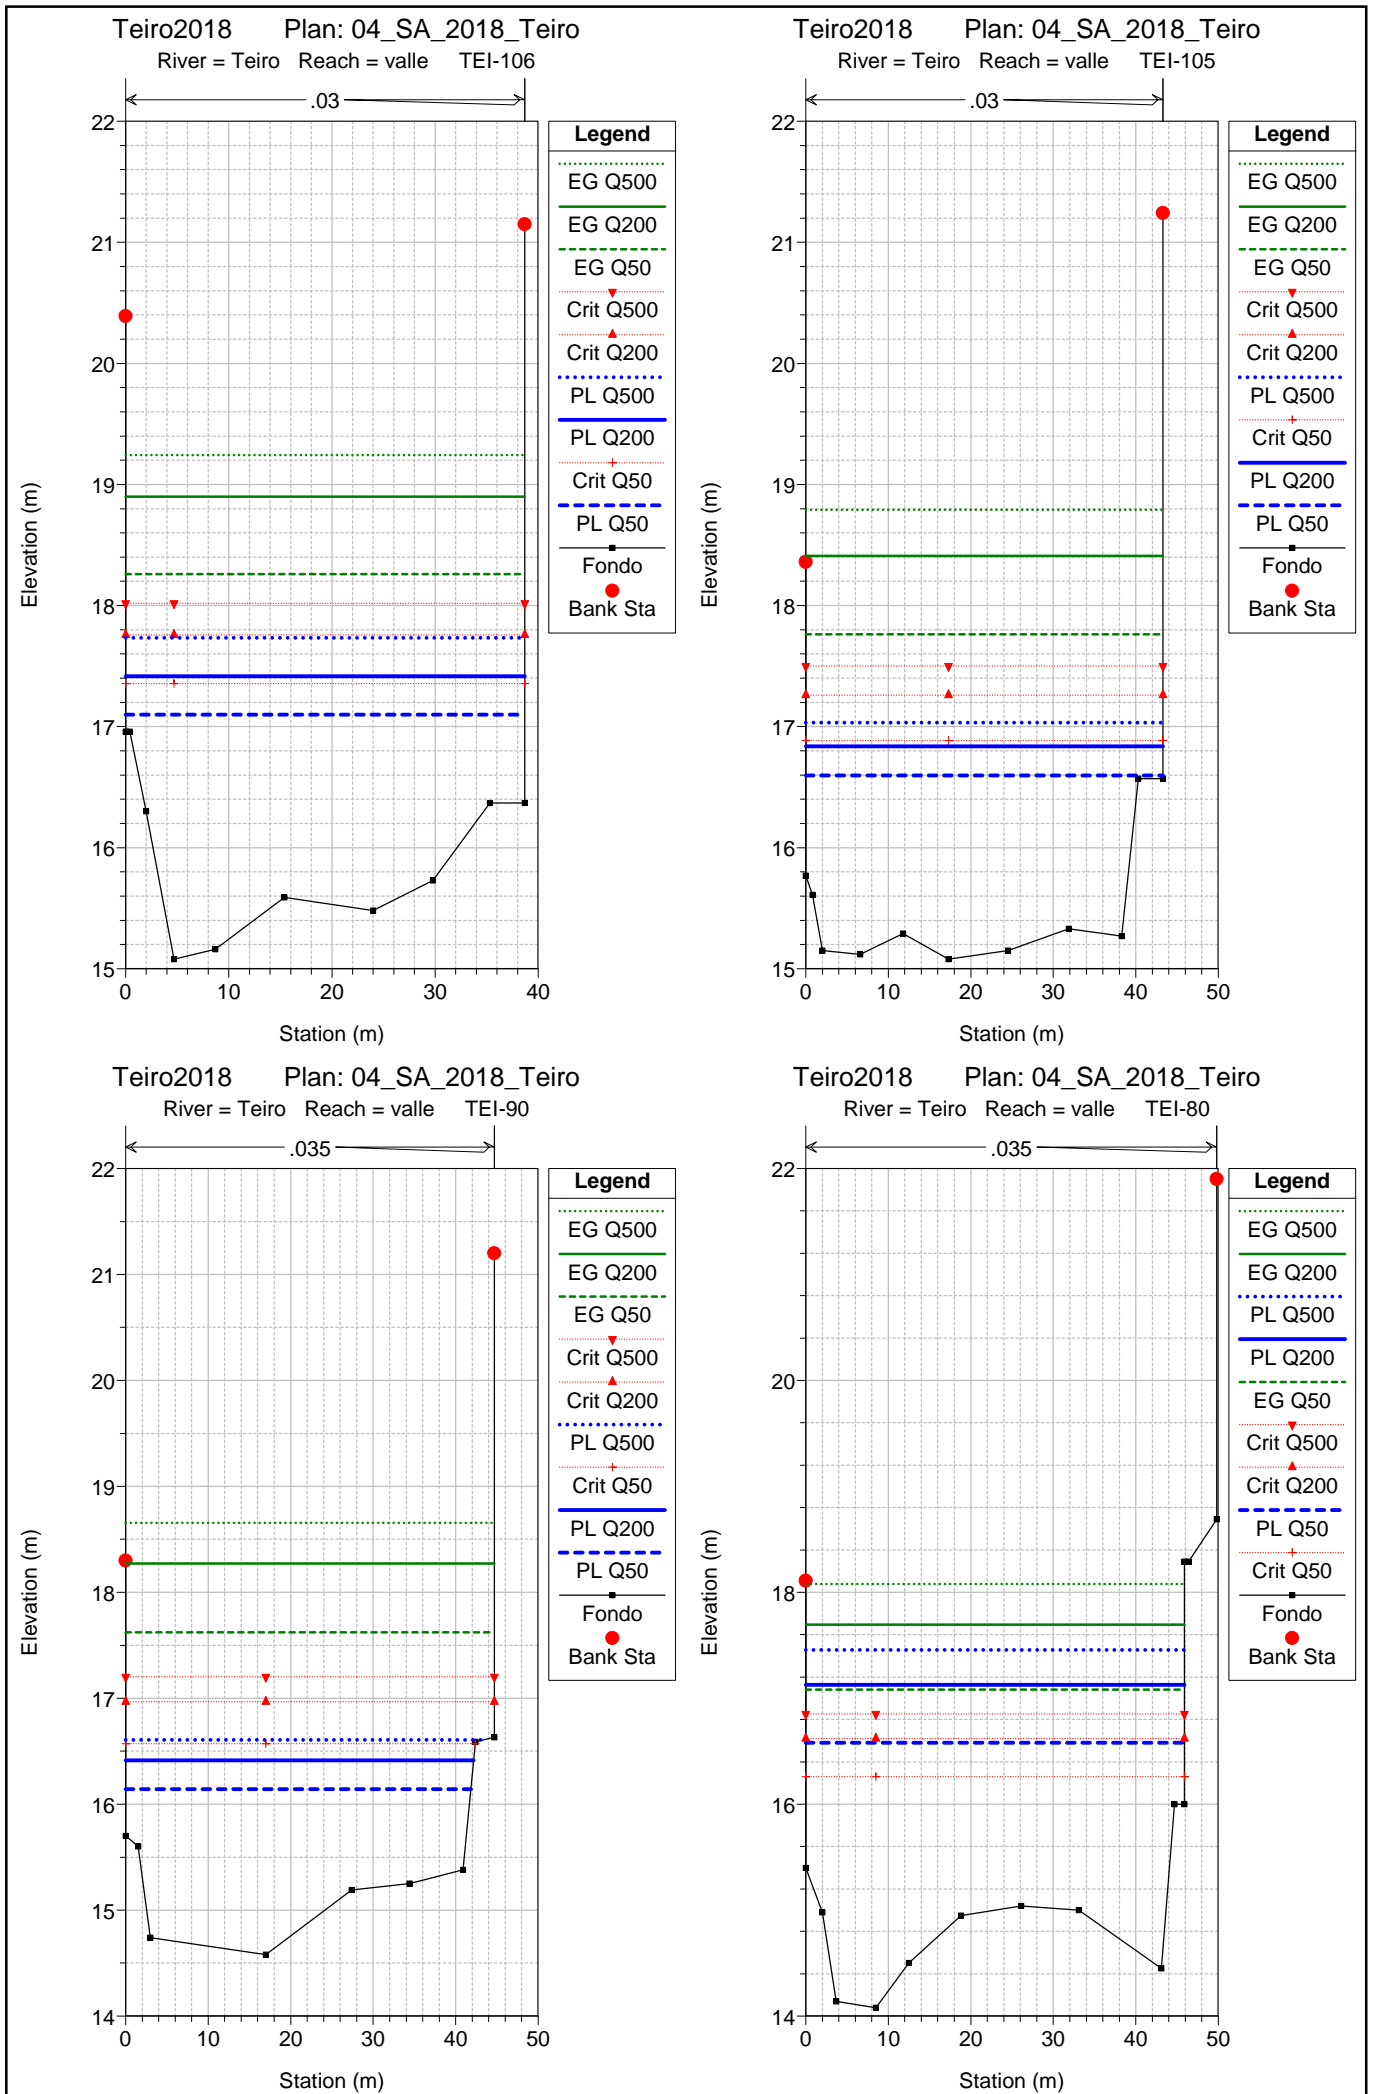 Teiro2018 Plan: 04_SA_2018_Teiro
River = Teiro Reach = valle TEI-106
.03
Legend
EG Q500
EG Q200
EG Q50
Crit Q500
Crit Q200
PL Q500
PL Q200
Crit Q50
PL Q50
Fondo
Bank Sta
22
21
20
19
18
17
16
15
0 10 20 30 40
Elevation (m)
Station (m)
Teiro2018 Plan: 04_SA_2018_Teiro
River = Teiro Reach = valle TEI-105
.03
Legend
EG Q500
EG Q200
EG Q50
Crit Q500
Crit Q200
PL Q500
Crit Q50
PL Q200
PL Q50
Fondo
Bank Sta
22
21
20
19
18
17
16
15
0 10 20 30 40 50
Elevation (m)
Station (m)
Teiro2018 Plan: 04_SA_2018_Teiro
River = Teiro Reach = valle TEI-90
.035
Legend
EG Q500
EG Q200
EG Q50
Crit Q500
Crit Q200
PL Q500
Crit Q50
PL Q200
PL Q50
Fondo
Bank Sta
22
21
20
19
18
17
16
15
14
0 10 20 30 40 50
Elevation (m)
Station (m)
Teiro2018 Plan: 04_SA_2018_Teiro
River = Teiro Reach = valle TEI-80
.035
Legend
EG Q500
EG Q200
PL Q500
PL Q200
EG Q50
Crit Q500
Crit Q200
PL Q50
Crit Q50
Fondo
Bank Sta
22
20
18
16
14
0 10 20 30 40 50
Elevation (m)
Station (m)